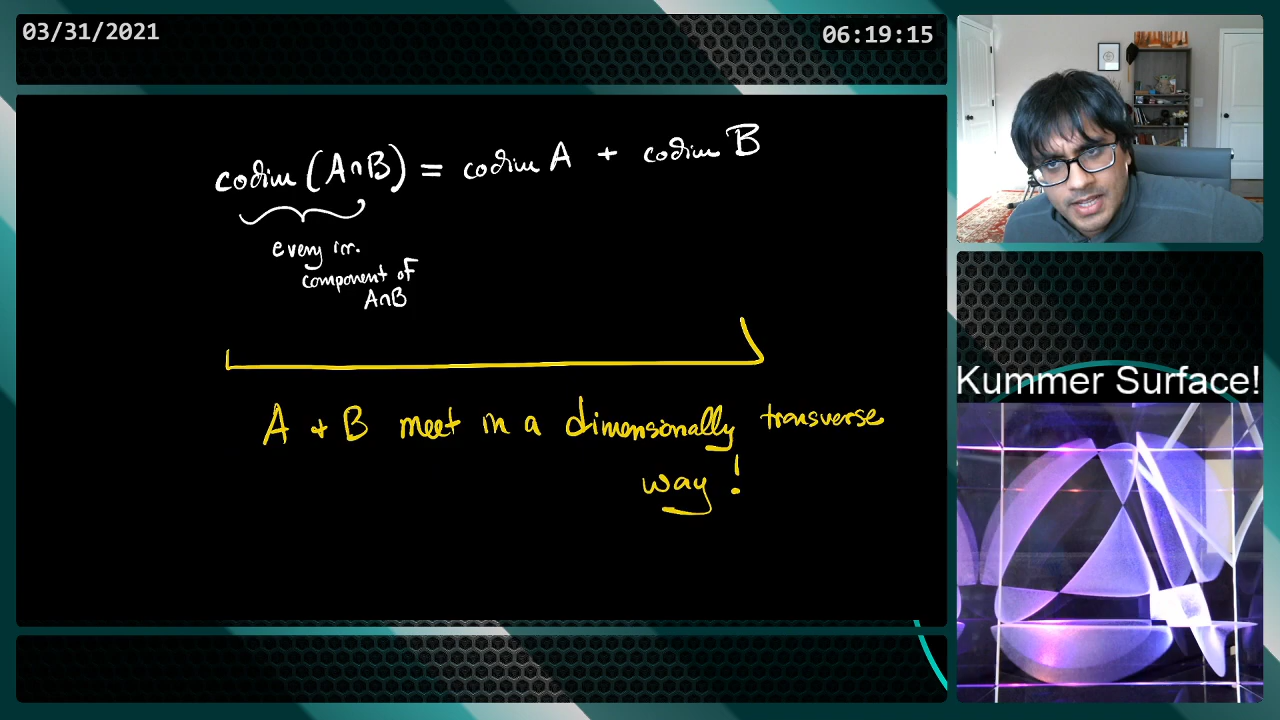 03/31/2021
06:19:15
codim (A∩B) = codim A + codim B
every irr.
component of
A∩B
A + B meet in a dimensionally transverse
way!
Kummer Surface!